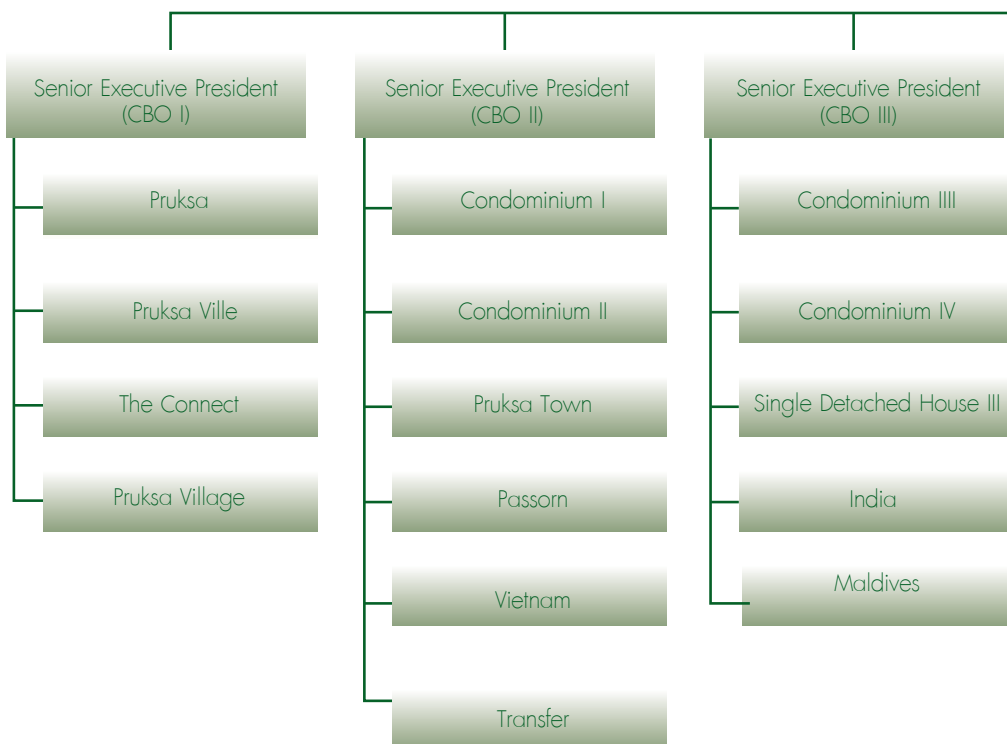 Senior Executive President
(CBO I)
Pruksa
Pruksa Ville
The Connect
Pruksa Village
Senior Executive President
(CBO II)
Condominium I
Condominium II
Pruksa Town
Passorn
Vietnam
Transfer
Senior Executive President
(CBO III)
Condominium IIII
Condominium IV
Single Detached House III
India
Maldives